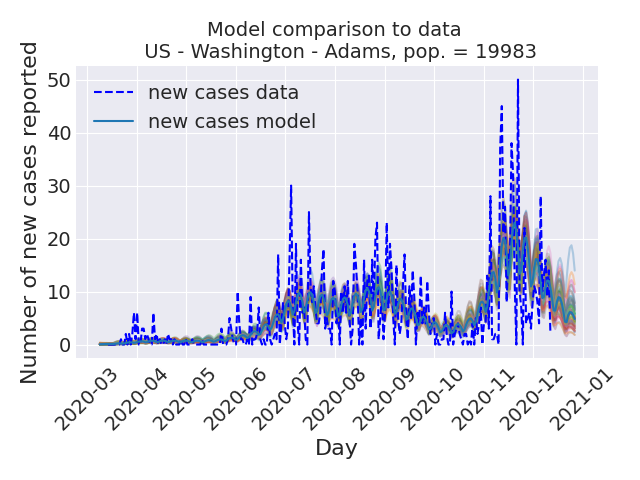 Model comparison to data
US - Washington - Adams, pop. = 19983
Number of new cases reported
50
40
30
20
10
0
new cases data
new cases model
2020-03
2020-04
2020-05
2020-06
2020-07
2020-08
2020-09
2020-10
2020-11
2020-12
2021-01
Day